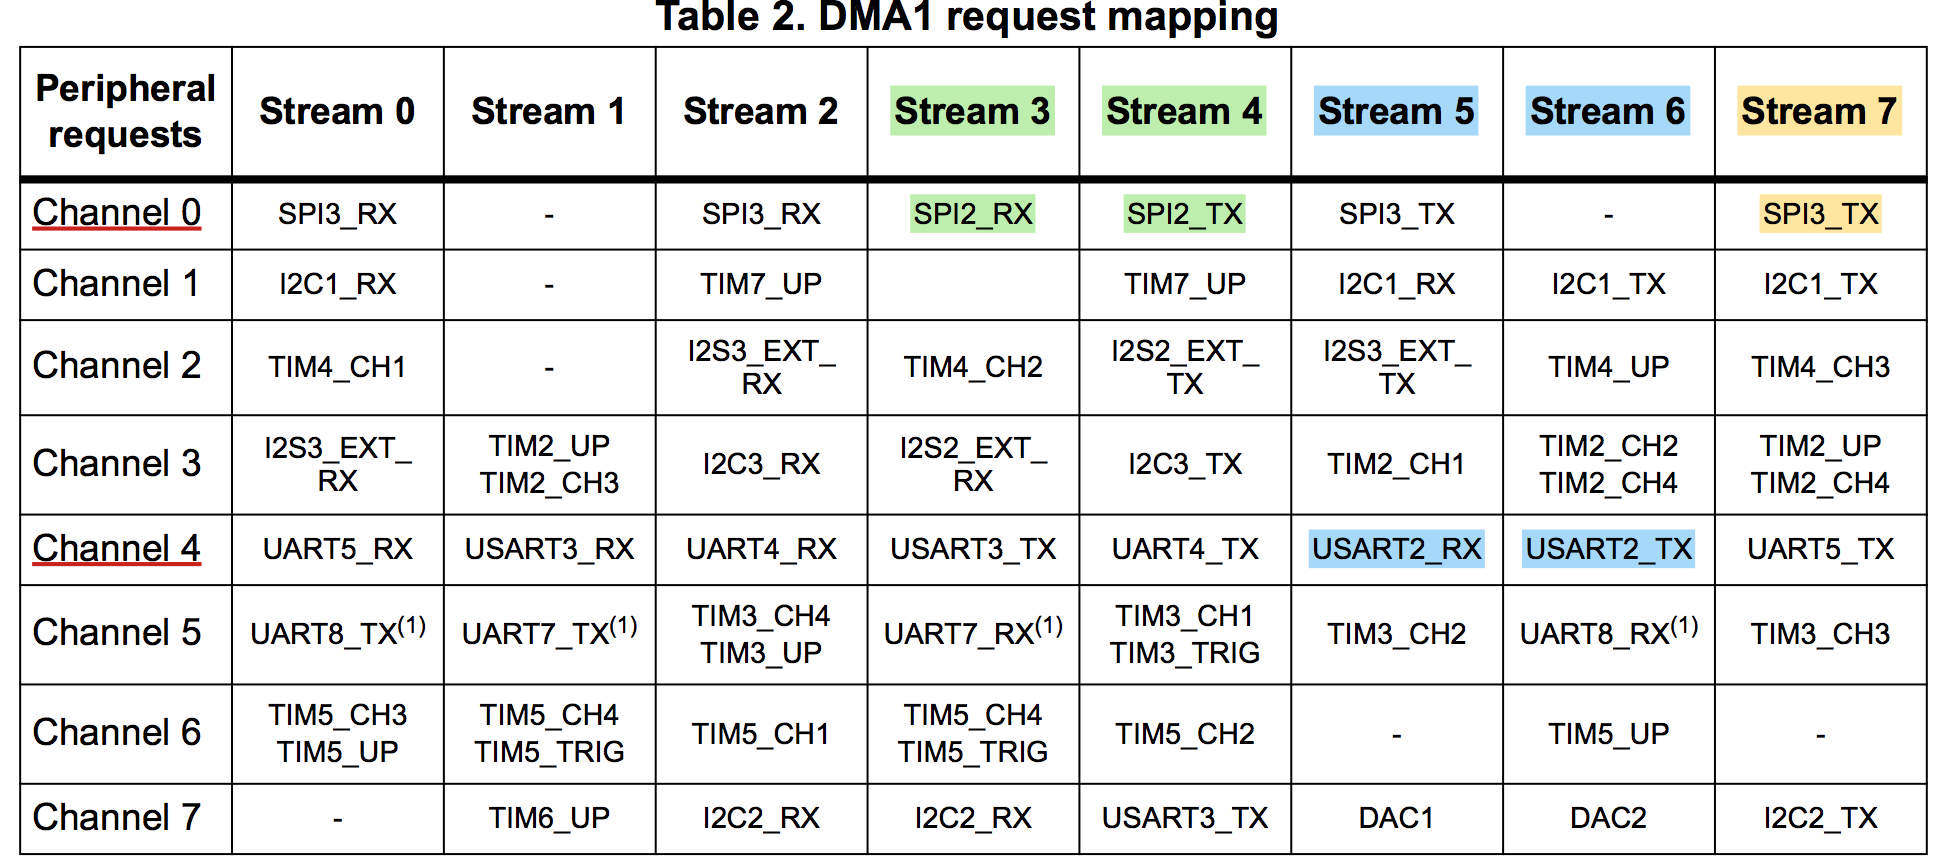 Table 2. DMA1 request mapping
Peripheral requests Stream 0 Stream 1 Stream 2 Stream 3 Stream 4 Stream 5 Stream 6 Stream 7
Channel 0 SPI3_RX - SPI3_RX SPI2_RX SPI2_TX SPI3_TX - SPI3_TX
Channel 1 I2C1_RX - TIM7_UP TIM7_UP I2C1_RX I2C1_TX I2C1_TX
Channel 2 TIM4_CH1 - I2S3_EXT_RX TIM4_CH2 I2S2_EXT_TX I2S3_EXT_TX TIM4_UP TIM4_CH3
Channel 3 I2S3_EXT_RX TIM2_UP TIM2_CH3 I2C3_RX I2S2_EXT_RX I2C3_TX TIM2_CH1 TIM2_CH2 TIM2_CH4 TIM2_UP TIM2_CH4
Channel 4 UART5_RX USART3_RX UART4_RX USART3_TX UART4_TX USART2_RX USART2_TX UART5_TX
Channel 5 UART8_TX(1) UART7_TX(1) TIM3_CH4 TIM3_UP UART7_RX(1) TIM3_CH1 TIM3_TRIG TIM3_CH2 UART8_RX(1) TIM3_CH3
Channel 6 TIM5_CH3 TIM5_UP TIM5_CH4 TIM5_TRIG TIM5_CH1 TIM5_CH4 TIM5_TRIG TIM5_CH2 - TIM5_UP -
Channel 7 - TIM6_UP I2C2_RX I2C2_RX USART3_TX DAC1 DAC2 I2C2_TX